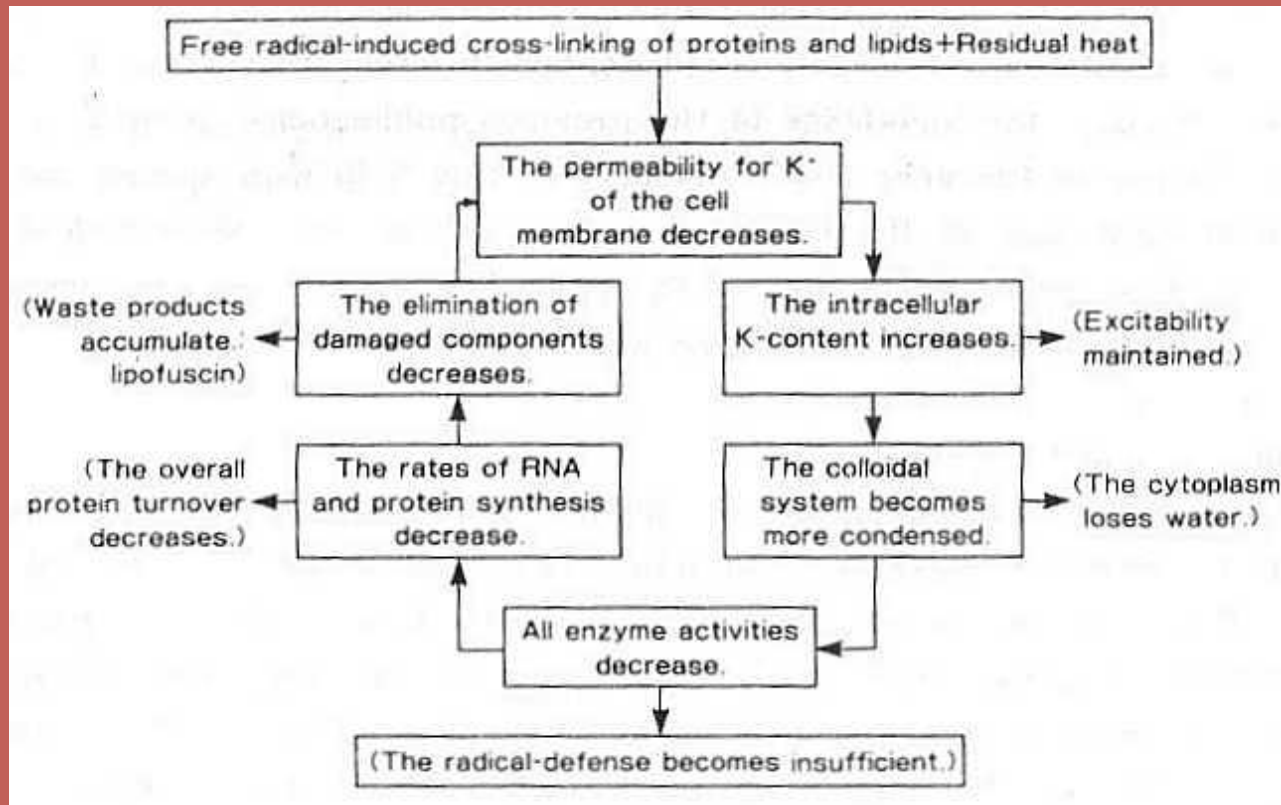 Free radical-induced cross-linking of proteins and lipids+Residual heat
The permeability for K+
of the cell
membrane decreases.
(Waste products
accumulate.:
lipofuscin)
The elimination of
damaged components
decreases.
The intracellular
K-content increases.
(Excitability
maintained.)
(The overall
protein turnover
decreases.)
The rates of RNA
and protein synthesis
decrease.
The colloidal
system becomes
more condensed.
(The cytoplasm
loses water.)
All enzyme activities
decrease.
(The radical-defense becomes insufficient.)